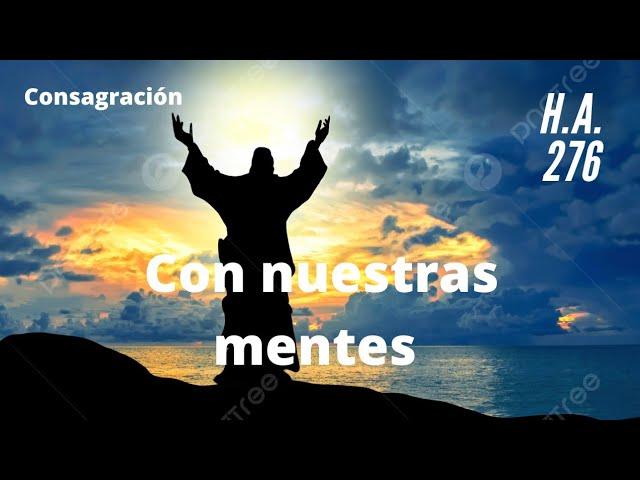 Consagración
H.A.
276
Con nuestras
mentes